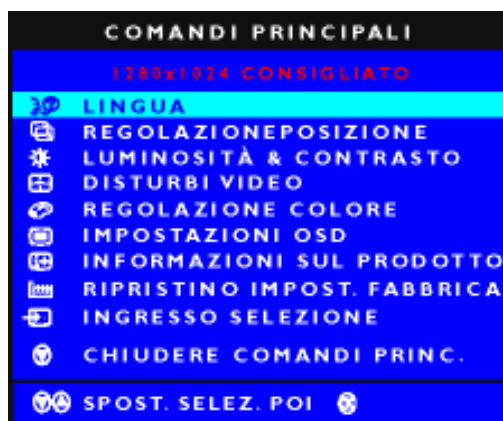 COMANDI PRINCIPALI
1280x1024 CONSIGLIATO
LINGUA
REGOLAZIONEPOSIZIONE
LUMINOSITÀ & CONTRASTO
DISTURBI VIDEO
REGOLAZIONE COLORE
IMPOSTAZIONI OSD
INFORMAZIONI SUL PRODOTTO
RIPRISTINO IMPOST. FABBRICA
INGRESSO SELEZIONE
CHIUDERE COMANDI PRINC.
SPOST. SELEZ. POI